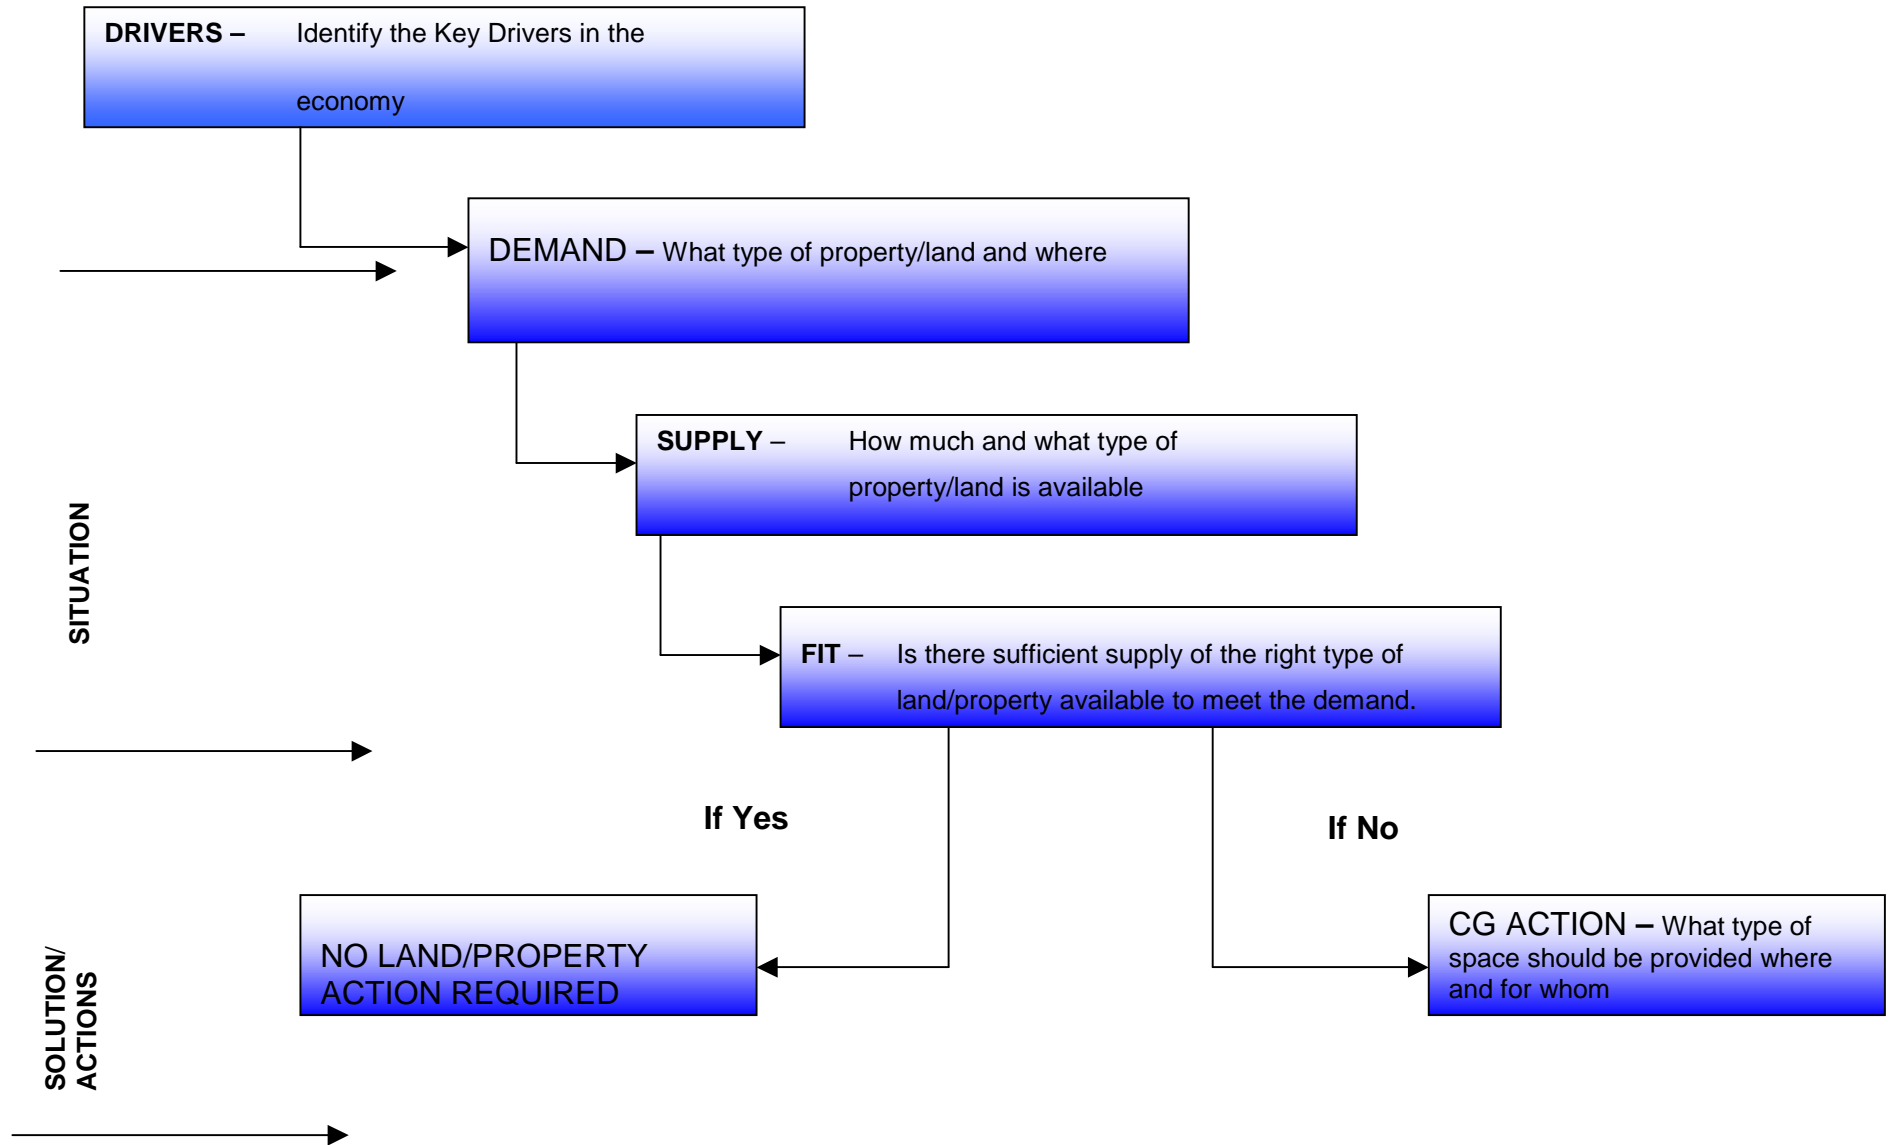 DRIVERS – Identify the Key Drivers in the
economy
DEMAND – What type of property/land and where
SUPPLY – How much and what type of
property/land is available
SITUATION
FIT – Is there sufficient supply of the right type of
land/property available to meet the demand.
If Yes
If No
NO LAND/PROPERTY
ACTION REQUIRED
CG ACTION – What type of
space should be provided where
and for whom
SOLUTION/
ACTIONS